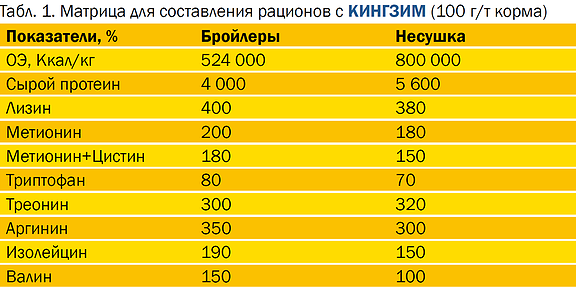 Табл. 1. Матрица для составления рационов с КИНГЗИМ (100 г/т корма)
Показатели, % Бройлеры Несушка
ОЭ, Ккал/кг 524 000 800 000
Сырой протеин 4 000 5 600
Лизин 400 380
Метионин 200 180
Метионин+Цистин 180 150
Триптофан 80 70
Треонин 300 320
Аргинин 350 300
Изолейцин 190 150
Валин 150 100